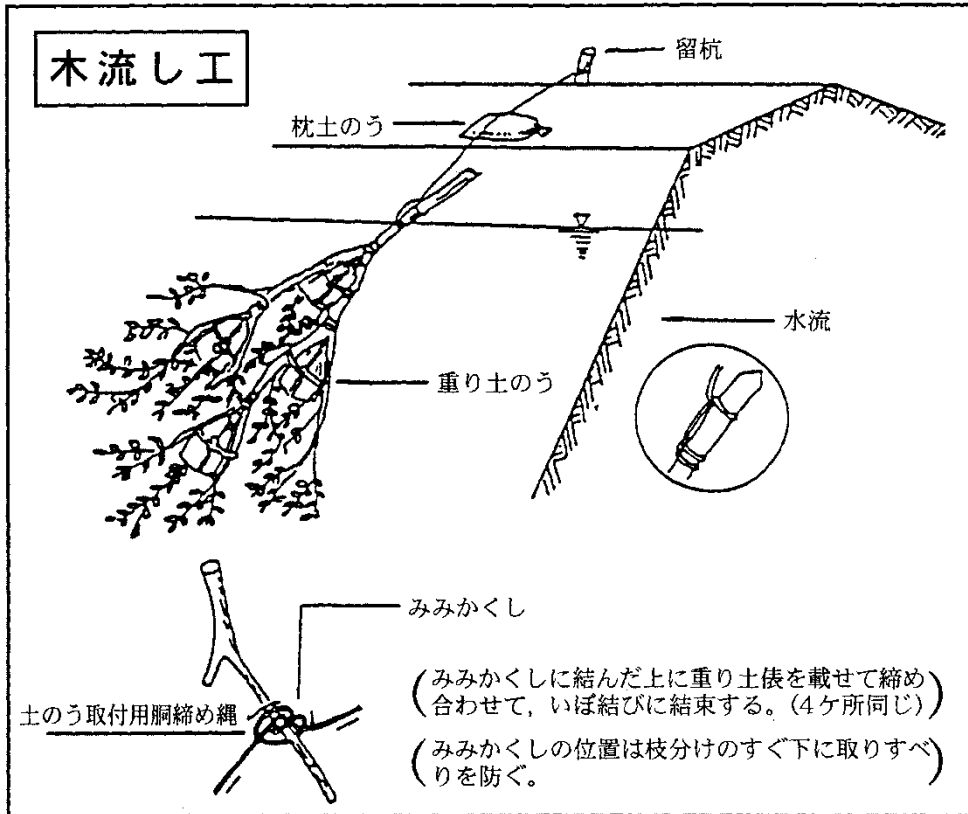 木流し工
留杭
枕土のう
水流
重り土のう
みみかくし
土のう取付用胴締め縄
(みみかくしに結んだ上に重り土俵を載せて締め
合わせて，いぼ結びに結束する。(4ケ所同じ))
(みみかくしの位置は枝分けのすぐ下に取りすべ
りを防ぐ。)